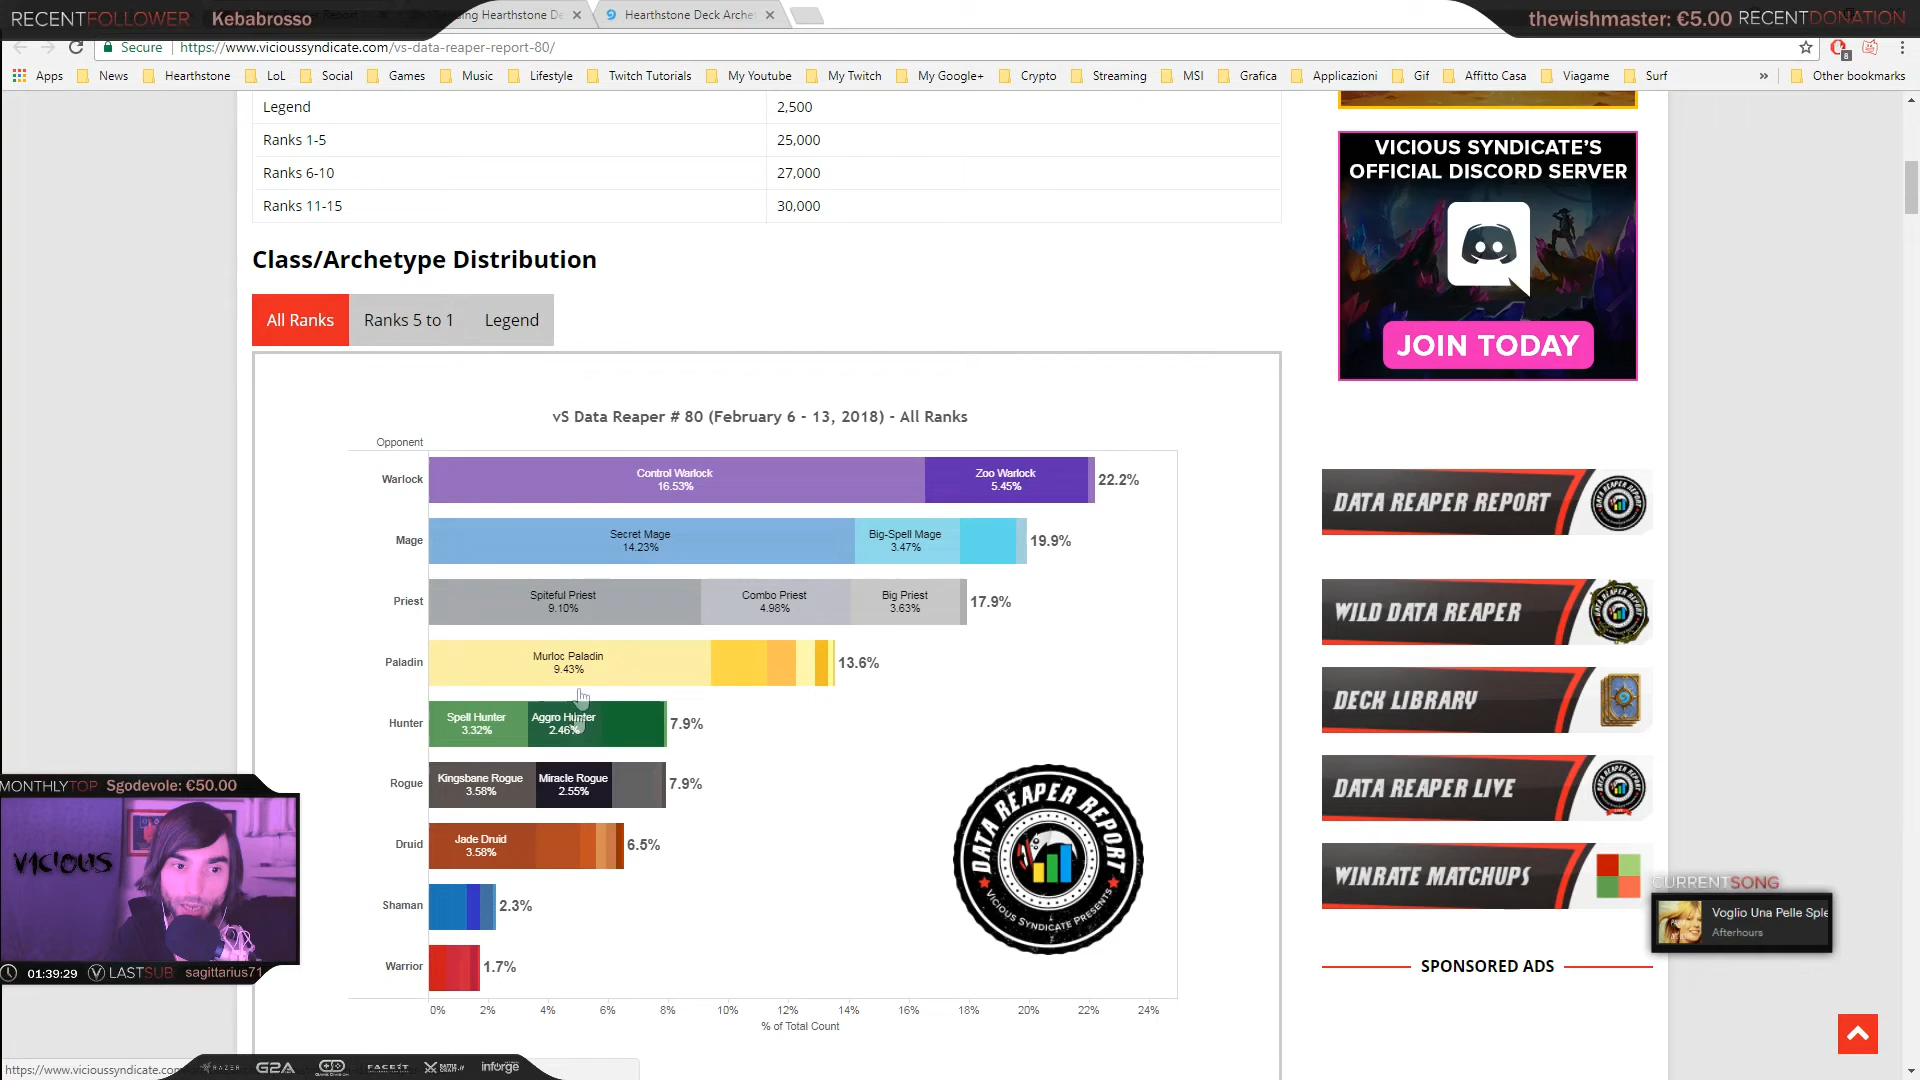 RECENTFOLLOWER Kebabrosso
Hearthstone De
Hearthstone Deck Arche
thewishmaster: €5.00 RECENTDONATION
Secure https://www.vicioussyndicate.com/vs-data-reaper-report-80/
Apps News Hearthstone LoL Social Games Music Lifestyle Twitch Tutorials My Youtube My Twitch My Google+ Crypto Streaming MSI Grafica Applicazioni Gif Affitto Casa Viagame Surf » Other bookmarks
Legend 2,500
Ranks 1-5 25,000
Ranks 6-10 27,000
Ranks 11-15 30,000
Class/Archetype Distribution
All Ranks Ranks 5 to 1 Legend
vS Data Reaper # 80 (February 6 - 13, 2018) - All Ranks
Opponent
Warlock Control Warlock 16.53% Zoo Warlock 5.45% 22.2%
Mage Secret Mage 14.23% Big-Spell Mage 3.47% 19.9%
Priest Spiteful Priest 9.10% Combo Priest 4.98% Big Priest 3.63% 17.9%
Paladin Murloc Paladin 9.43% 13.6%
Hunter Spell Hunter 3.32% Aggro Hunter 2.46% 7.9%
Rogue Kingsbane Rogue 3.58% Miracle Rogue 2.55% 7.9%
Druid Jade Druid 3.58% 6.5%
Shaman 2.3%
Warrior 1.7%
0% 2% 4% 6% 8% 10% 12% 14% 16% 18% 20% 22% 24%
% of Total Count
DATA REAPER REPORT
VICIOUS SYNDICATE PRESENTS
VICIOUS SYNDICATE'S
OFFICIAL DISCORD SERVER
JOIN TODAY
DATA REAPER REPORT
WILD DATA REAPER
DECK LIBRARY
DATA REAPER LIVE
WINRATE MATCHUPS
CURRENTSONG
Voglio Una Pelle Sple
Afterhours
SPONSORED ADS
MONTHLYTOP Sgodevole: €50.00
V1C1OUS
01:39:29 LASTSUB sagittarius71
https://www.vicioussyndicate.com
RAZER G2A FACEIT inforge